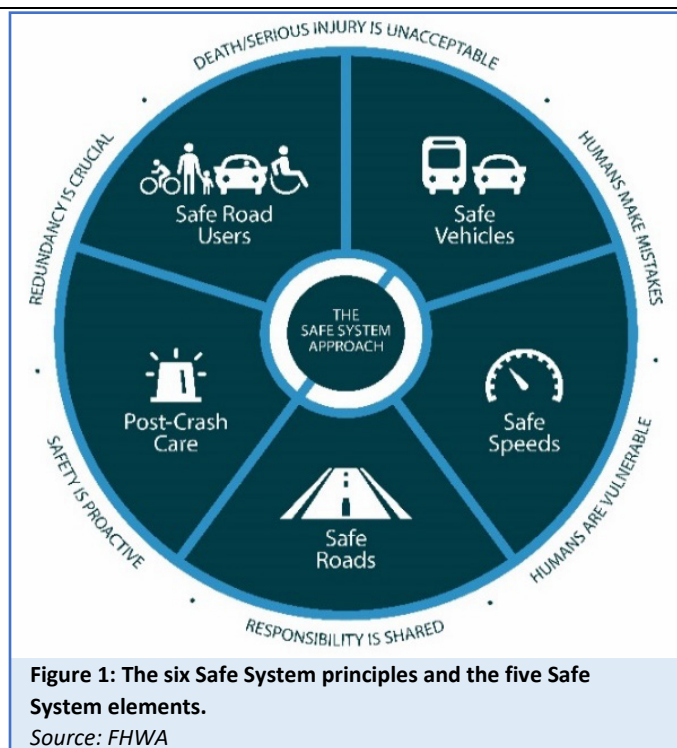 DEATH/SERIOUS INJURY IS UNACCEPTABLE
HUMANS MAKE MISTAKES
HUMANS ARE VULNERABLE
RESPONSIBILITY IS SHARED
SAFETY IS PROACTIVE
REDUNDANCY IS CRUCIAL
Safe Road
Users
Safe
Vehicles
THE
SAFE SYSTEM
APPROACH
Post-Crash
Care
Safe
Speeds
Safe
Roads
Figure 1: The six Safe System principles and the five Safe
System elements.
Source: FHWA